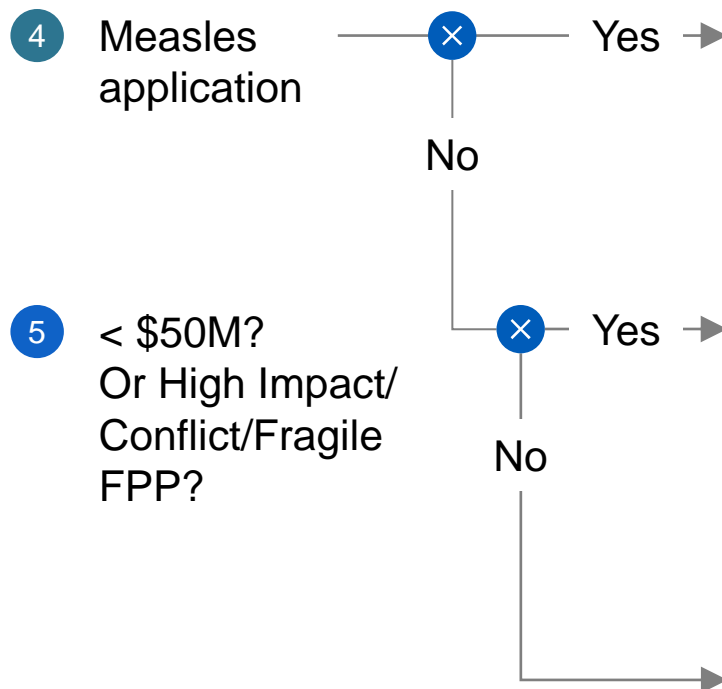 4 Measles application
Yes
No
5 < $50M?
Or High Impact/
Conflict/Fragile
FPP?
Yes
No